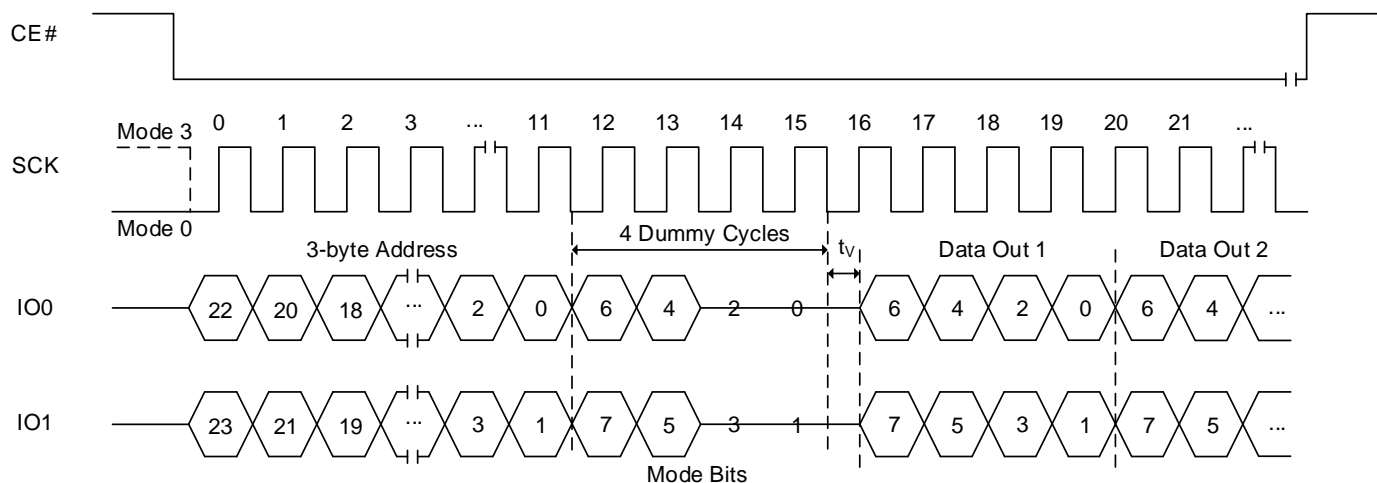 CE#
Mode 3 0 1 2 3 ... 11 12 13 14 15 16 17 18 19 20 21 ...
SCK
Mode 0
4 Dummy Cycles
3-byte Address tV Data Out 1 Data Out 2
IO0 22 20 18 ... 2 0 6 4 2 0 6 4 2 0 6 4 ...
IO1 23 21 19 ... 3 1 7 5 3 1 7 5 3 1 7 5 ...
Mode Bits